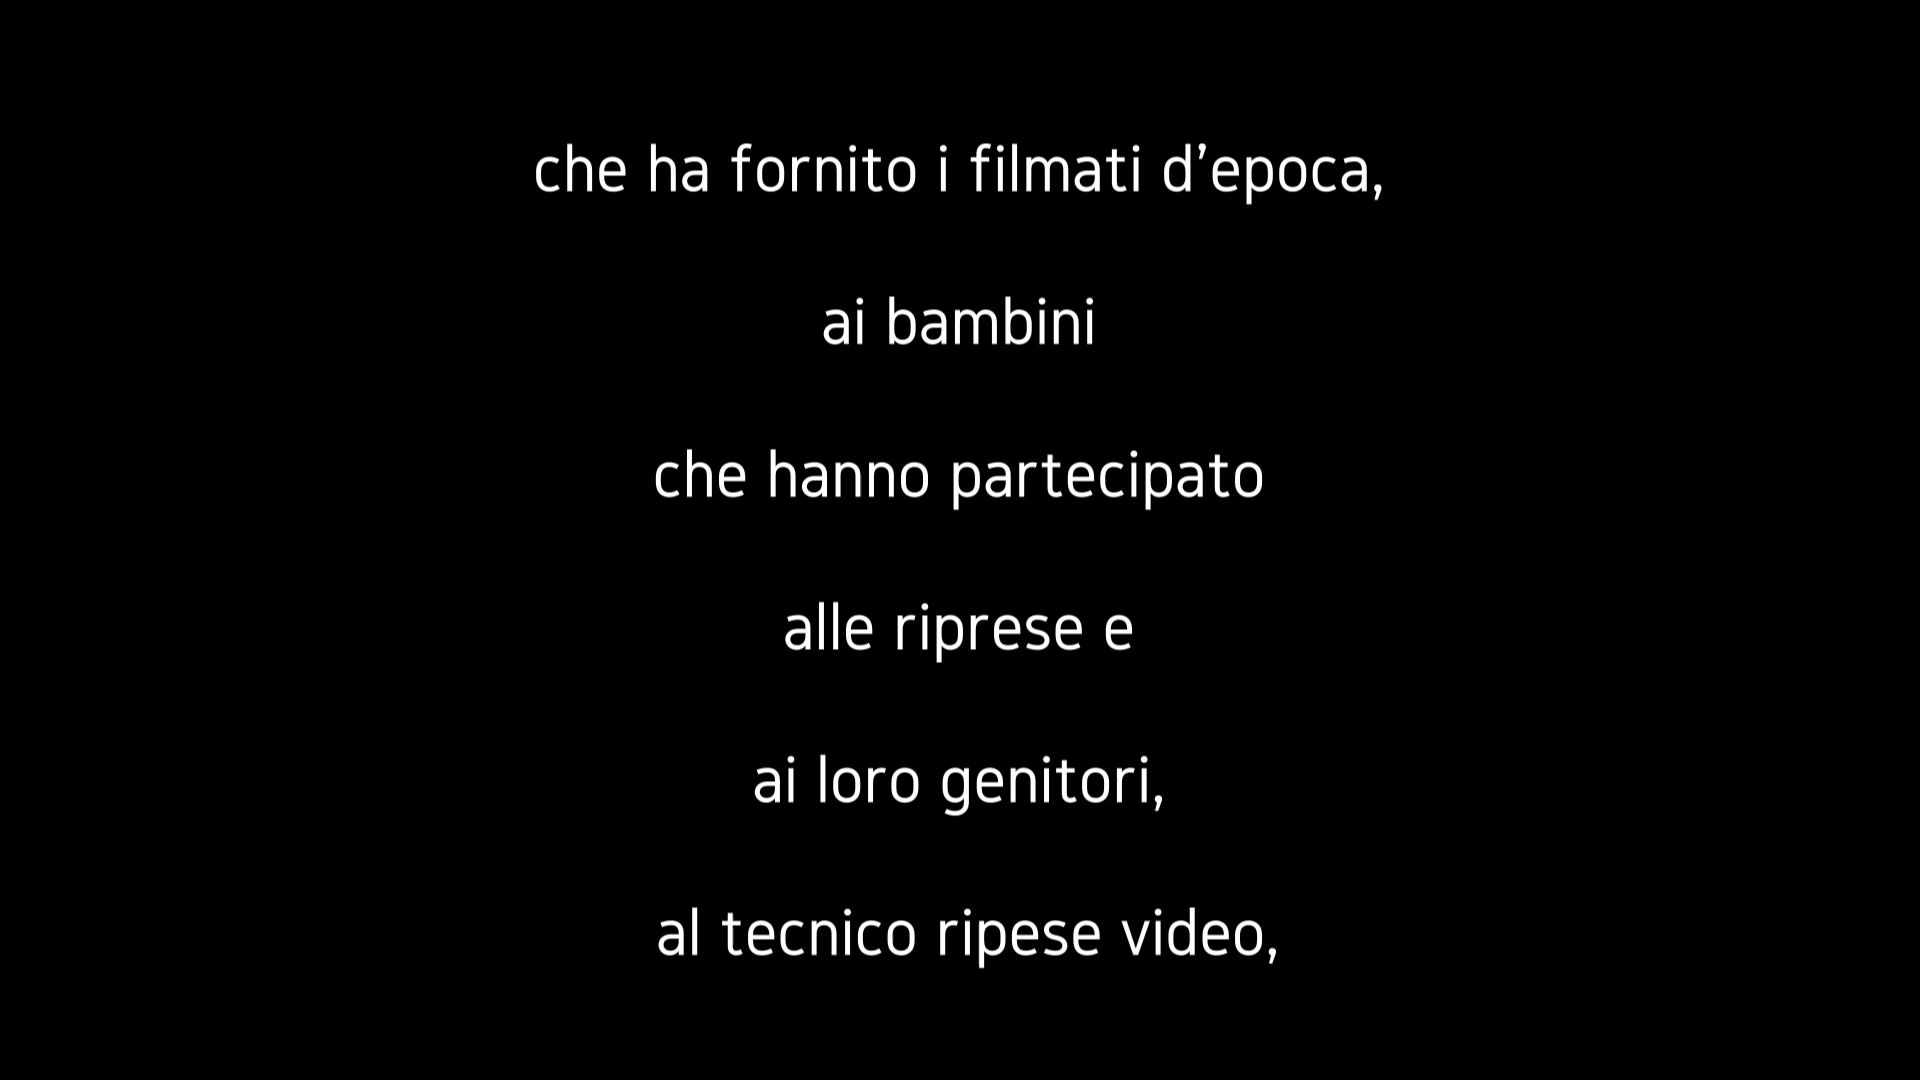 che ha fornito i filmati d’epoca,
ai bambini
che hanno partecipato
alle riprese e
ai loro genitori,
al tecnico ripese video,